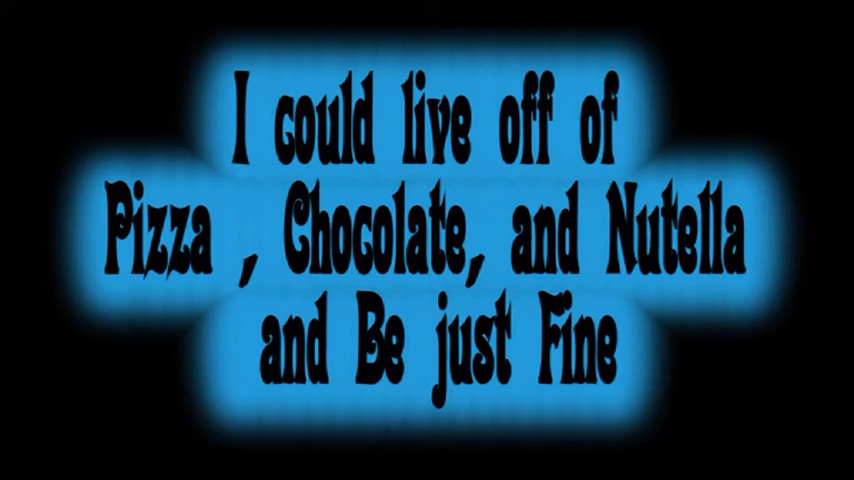 I could live off of
Pizza , Chocolate, and Nutella
and Be just Fine